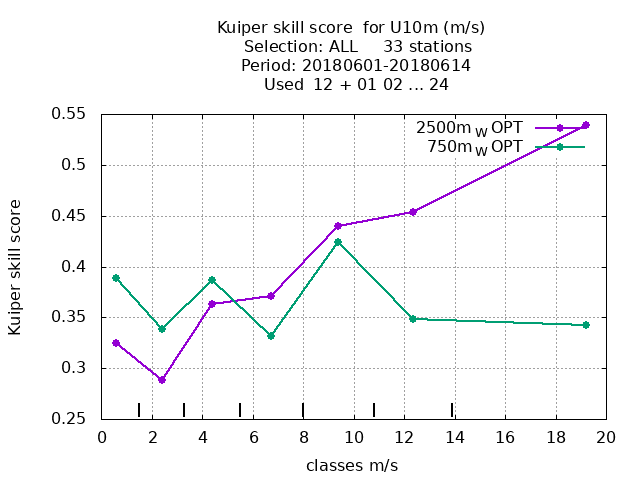 Kuiper skill score  for U10m (m/s)
Selection: ALL     33 stations
Period: 20180601-20180614
Used  12 + 01 02 ... 24
2500m W OPT
750m W OPT
0.55
0.5
0.45
0.4
0.35
0.3
0.25
Kuiper skill score
0 2 4 6 8 10 12 14 16 18 20
classes m/s